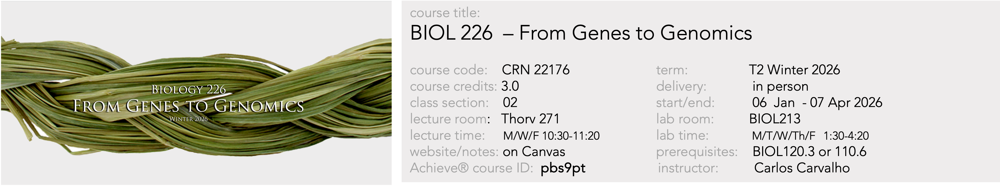 BIOLOGY 226
FROM GENES TO GENOMICS
WINTER 2026
course title:
BIOL 226 – From Genes to Genomics
course code: CRN 22176 term: T2 Winter 2026
course credits: 3.0 delivery: in person
class section: 02 start/end: 06 Jan - 07 Apr 2026
lecture room: Thorv 271 lab room: BIOL213
lecture time: M/W/F 10:30-11:20 lab time: M/T/W/Th/F 1:30-4:20
website/notes: on Canvas prerequisites: BIOL120.3 or 110.6
Achieve® course ID: pbs9pt instructor: Carlos Carvalho